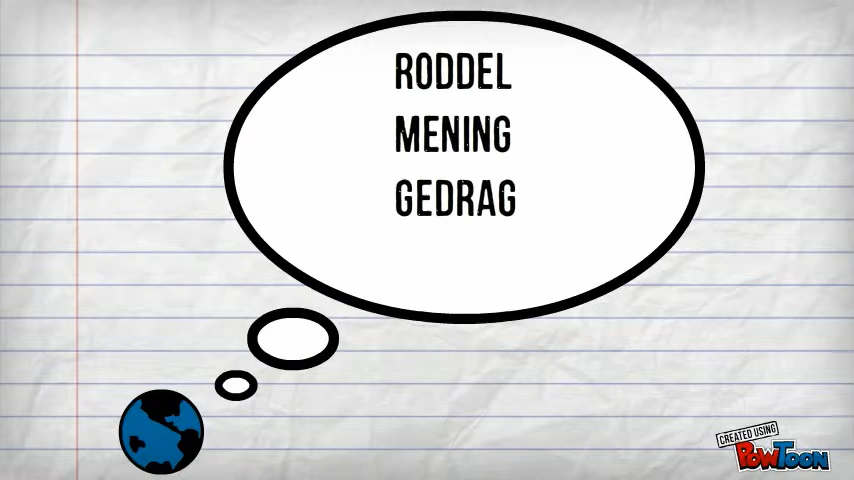 RODDEL
MENING
GEDRAG
CREATED USING
POWTOON